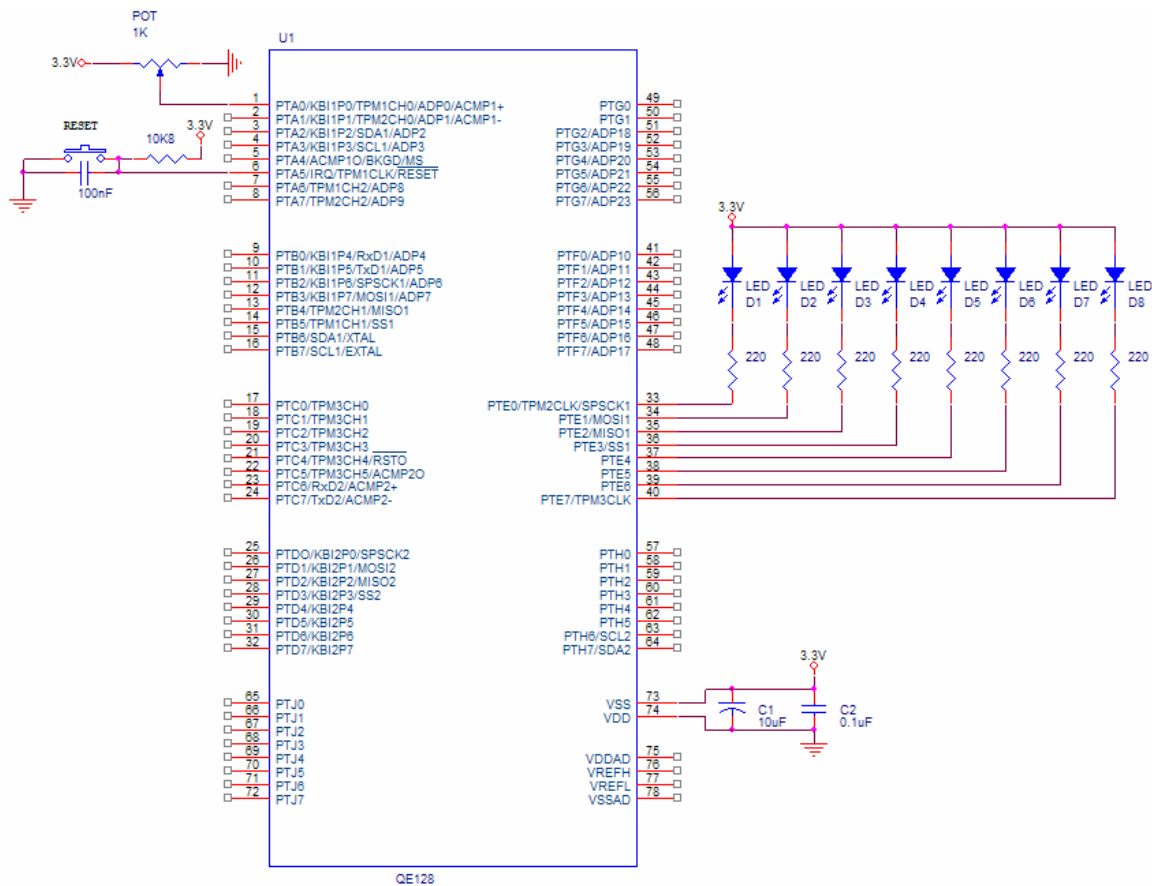 POT
1K
3.3V
RESET
10K8
3.3V
100nF
U1
1 PTA0/KBI1P0/TPM1CH0/ADP0/ACMP1+
2 PTA1/KBI1P1/TPM2CH0/ADP1/ACMP1-
3 PTA2/KBI1P2/SDA1/ADP2
4 PTA3/KBI1P3/SCL1/ADP3
5 PTA4/ACMP1O/BKGD/MS
6 PTA5/IRQ/TPM1CLK/RESET
7 PTA6/TPM1CH2/ADP8
8 PTA7/TPM2CH2/ADP9
9 PTB0/KBI1P4/RxD1/ADP4
10 PTB1/KBI1P5/TxD1/ADP5
11 PTB2/KBI1P6/SPSCK1/ADP6
12 PTB3/KBI1P7/MOSI1/ADP7
13 PTB4/TPM2CH1/MISO1
14 PTB5/TPM1CH1/SS1
15 PTB6/SDA1/XTAL
16 PTB7/SCL1/EXTAL
17 PTC0/TPM3CH0
18 PTC1/TPM3CH1
19 PTC2/TPM3CH2
20 PTC3/TPM3CH3
21 PTC4/TPM3CH4/RSTO
22 PTC5/TPM3CH5/ACMP2O
23 PTC6/RxD2/ACMP2+
24 PTC7/TxD2/ACMP2-
25 PTDO/KBI2P0/SPSCK2
26 PTD1/KBI2P1/MOSI2
27 PTD2/KBI2P2/MISO2
28 PTD3/KBI2P3/SS2
29 PTD4/KBI2P4
30 PTD5/KBI2P5
31 PTD6/KBI2P6
32 PTD7/KBI2P7
65 PTJ0
66 PTJ1
67 PTJ2
68 PTJ3
69 PTJ4
70 PTJ5
71 PTJ6
72 PTJ7
PTG0 49
PTG1 50
PTG2/ADP18 51
PTG3/ADP19 52
PTG4/ADP20 53
PTG5/ADP21 54
PTG6/ADP22 55
PTG7/ADP23 56
PTF0/ADP10 41
PTF1/ADP11 42
PTF2/ADP12 43
PTF3/ADP13 44
PTF4/ADP14 45
PTF5/ADP15 46
PTF6/ADP16 47
PTF7/ADP17 48
PTE0/TPM2CLK/SPSCK1 33
PTE1/MOSI1 34
PTE2/MISO1 35
PTE3/SS1 36
PTE4 37
PTE5 38
PTE6 39
PTE7/TPM3CLK 40
PTH0 57
PTH1 58
PTH2 59
PTH3 60
PTH4 61
PTH5 62
PTH6/SCL2 63
PTH7/SDA2 64
VSS 73
VDD 74
VDDAD 75
VREFH 76
VREFL 77
VSSAD 78
3.3V
LED LED LED LED LED LED LED LED
D1 D2 D3 D4 D5 D6 D7 D8
220 220 220 220 220 220 220 220
3.3V
C1 C2
10uF 0.1uF
QE128